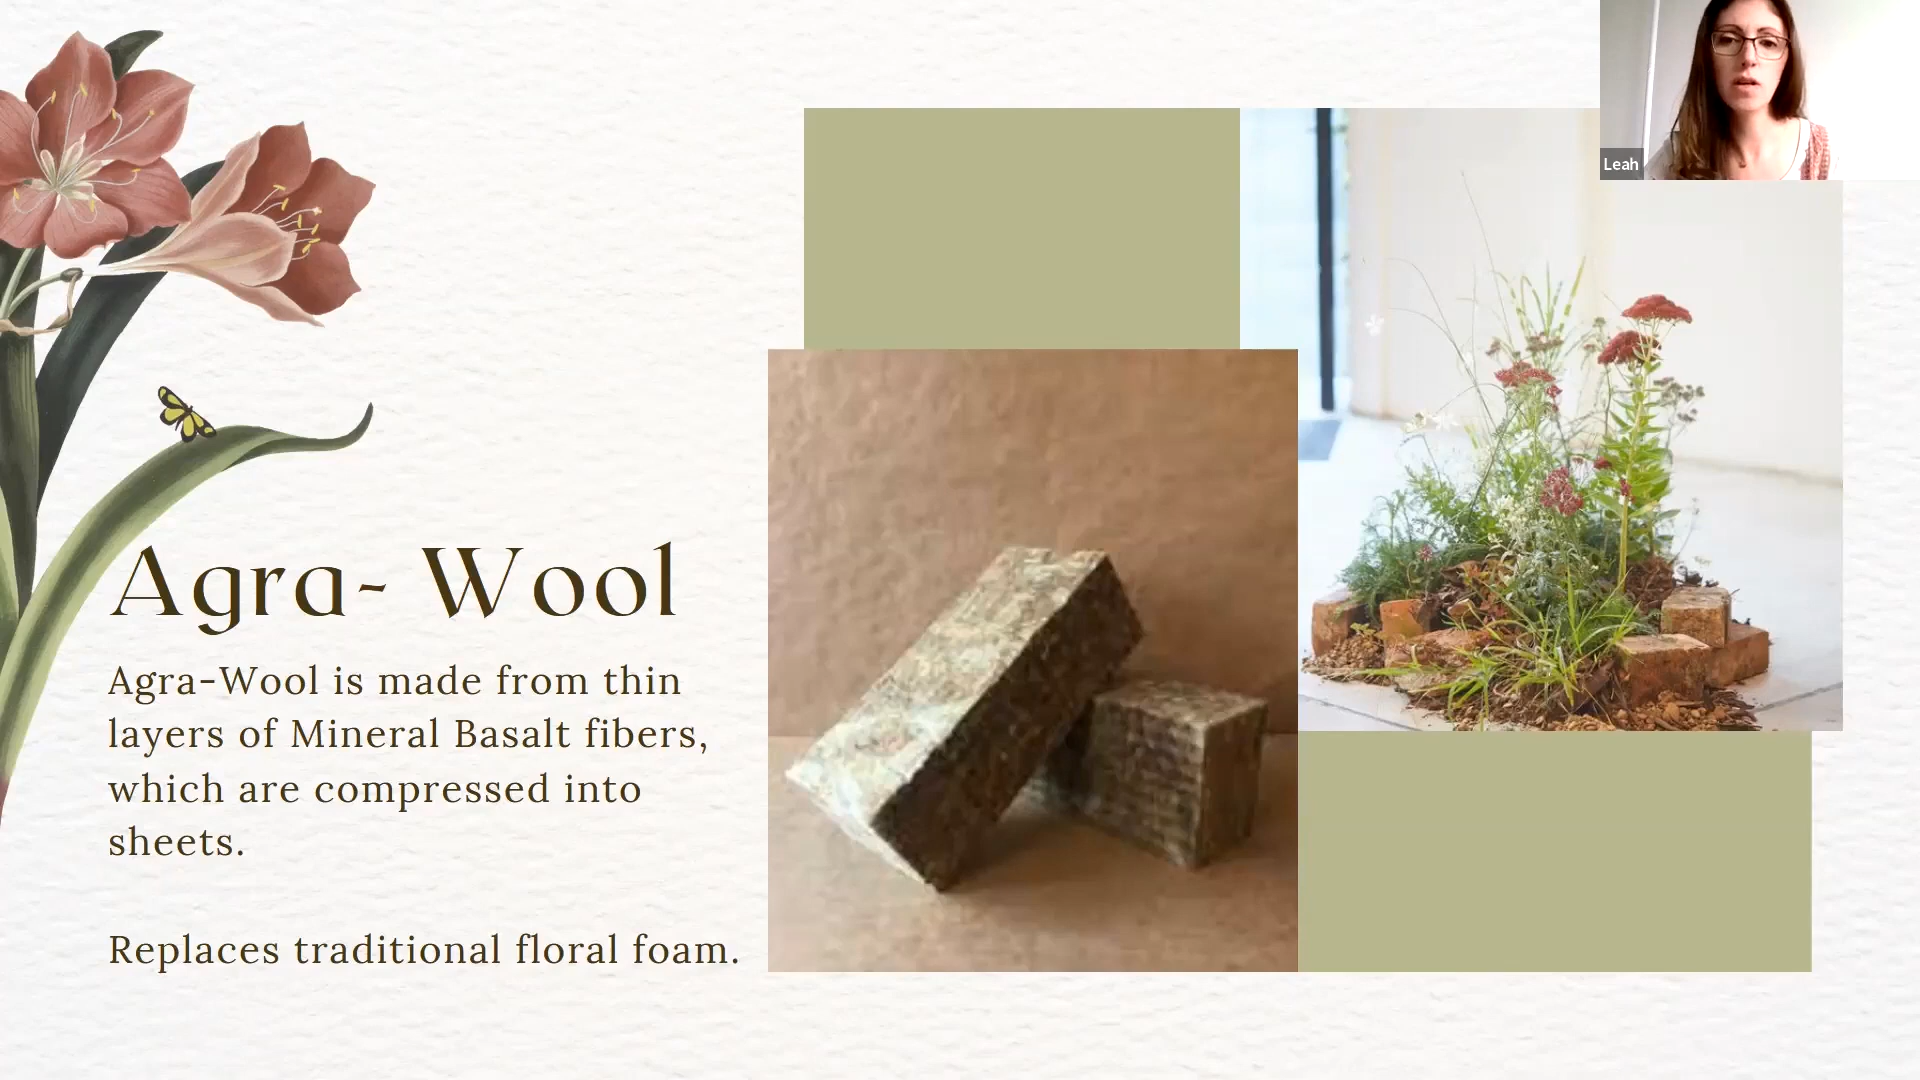 Leah
Agra- Wool
Agra-Wool is made from thin
layers of Mineral Basalt fibers,
which are compressed into
sheets.
Replaces traditional floral foam.